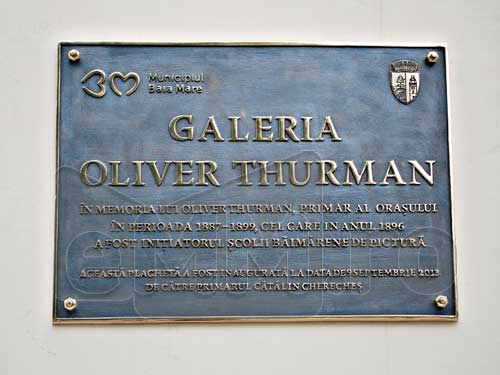 Municipiul
Baia Mare
GALERIA
OLIVER THURMAN
ÎN MEMORIA LUI OLIVER THURMAN, PRIMAR AL ORAȘULUI
ÎN PERIOADA 1887-1899, CEL CARE IN ANUL 1896
A FOST INIȚIATORUL ȘCOLII BĂIMĂRENE DE PICTURĂ
ACEASTĂ PLACHETĂ A FOST INAUGURATĂ LA DATA DE 9 SEPTEMBRIE 2013
DE CĂTRE PRIMARUL CĂTĂLIN CHERECHEȘ